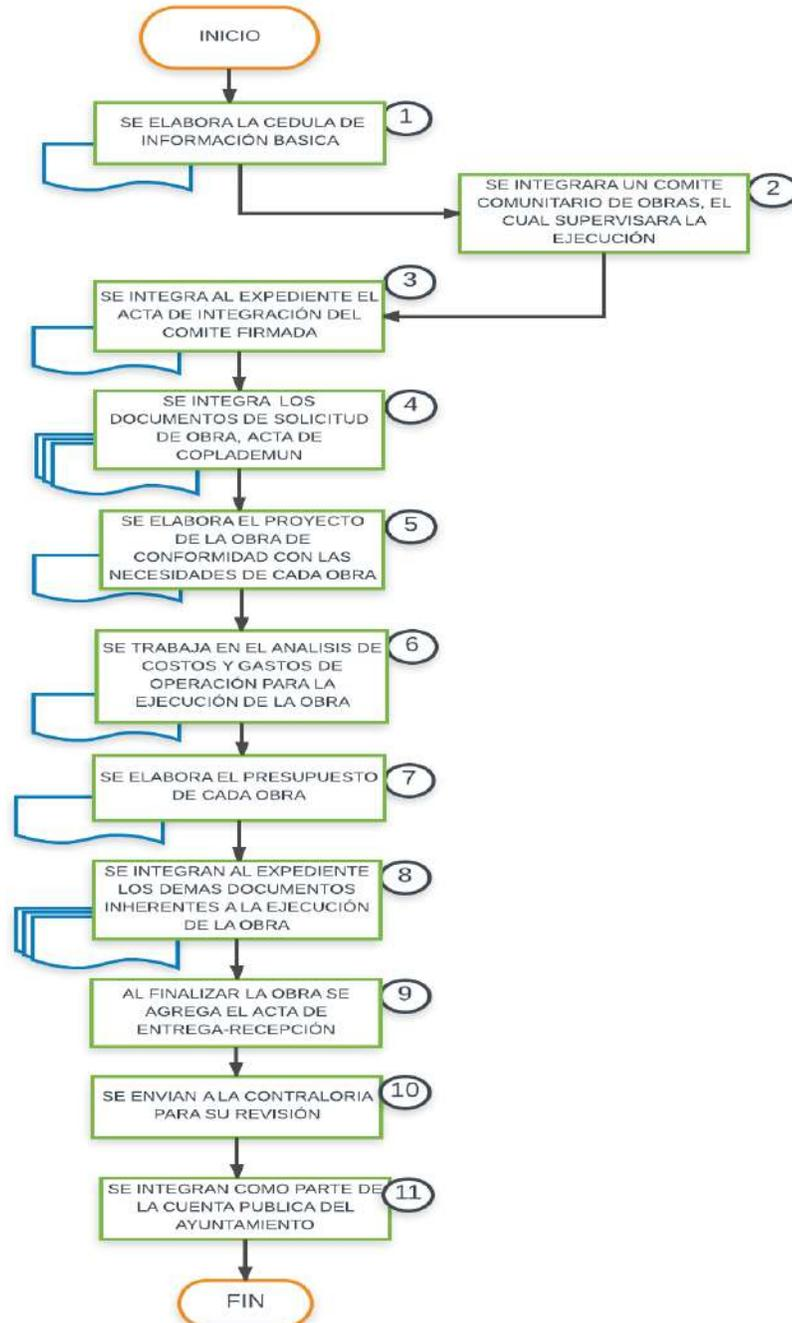 INICIO
1
SE ELABORA LA CEDULA DE
INFORMACIÓN BASICA
2
SE INTEGRARA UN COMITE
COMUNITARIO DE OBRAS, EL
CUAL SUPERVISARA LA
EJECUCIÓN
3
SE INTEGRA AL EXPEDIENTE EL
ACTA DE INTEGRACIÓN DEL
COMITE FIRMADA
4
SE INTEGRA LOS
DOCUMENTOS DE SOLICITUD
DE OBRA, ACTA DE
COPLADEMUN
5
SE ELABORA EL PROYECTO
DE LA OBRA DE
CONFORMIDAD CON LAS
NECESIDADES DE CADA OBRA
6
SE TRABAJA EN EL ANALISIS DE
COSTOS Y GASTOS DE
OPERACIÓN PARA LA
EJECUCIÓN DE LA OBRA
7
SE ELABORA EL PRESUPUESTO
DE CADA OBRA
8
SE INTEGRAN AL EXPEDIENTE
LOS DEMAS DOCUMENTOS
INHERENTES A LA EJECUCIÓN
DE LA OBRA
9
AL FINALIZAR LA OBRA SE
AGREGA EL ACTA DE
ENTREGA-RECEPCIÓN
10
SE ENVIAN A LA CONTRALORIA
PARA SU REVISIÓN
11
SE INTEGRAN COMO PARTE DE
LA CUENTA PUBLICA DEL
AYUNTAMIENTO
FIN